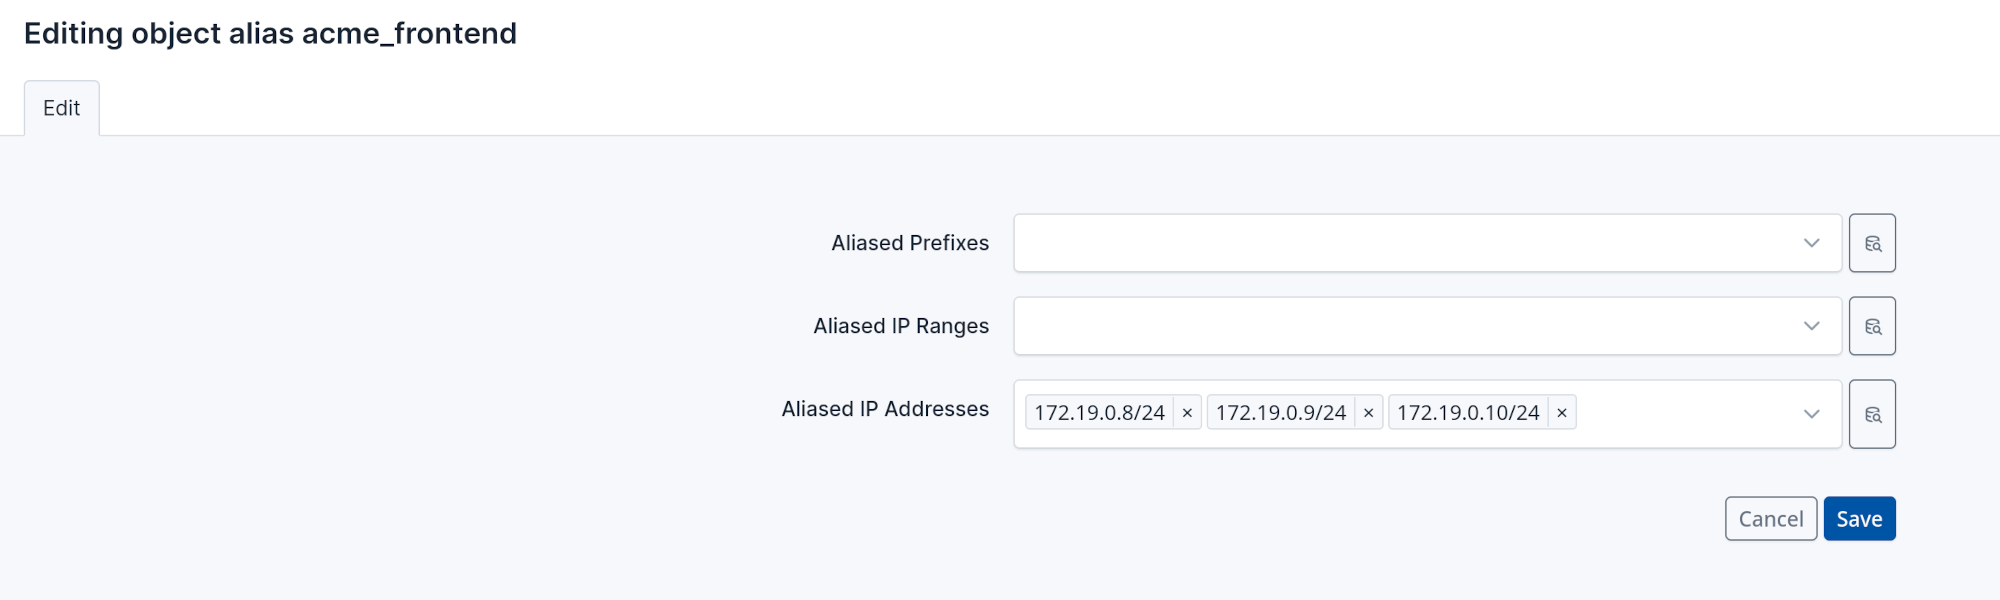 Editing object alias acme_frontend
Edit
Aliased Prefixes
Aliased IP Ranges
Aliased IP Addresses 172.19.0.8/24 × 172.19.0.9/24 × 172.19.0.10/24 ×
Cancel Save